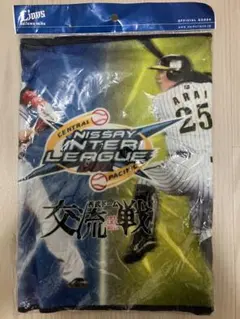 Lions
OFFICIAL GOODS
CENTRAL
NISSAY
INTER
LEAGUE
PACIFIC
ARAI
25
交流戦